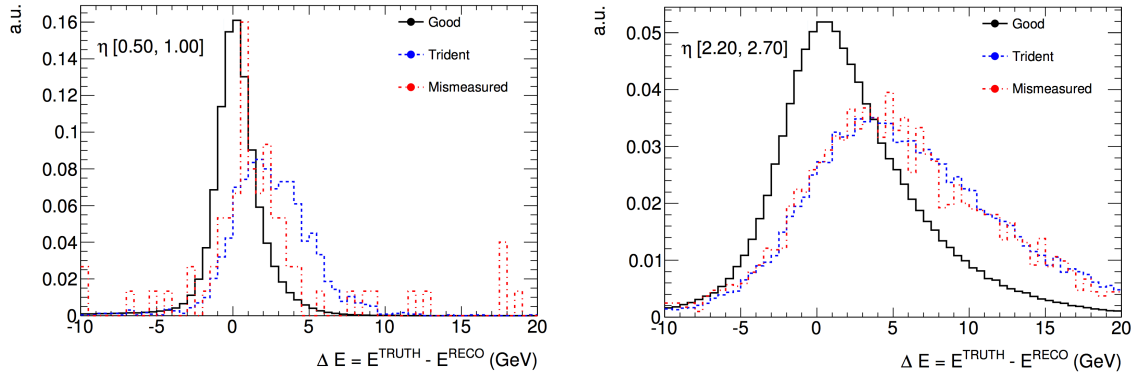 a.u.
0.16
0.14
0.12
0.1
0.08
0.06
0.04
0.02
0
-10
-5
0
5
10
15
20
η [0.50, 1.00]
Good
Trident
Mismeasured
Δ E = E^TRUTH - E^RECO (GeV)
a.u.
0.05
0.04
0.03
0.02
0.01
0
-10
-5
0
5
10
15
20
η [2.20, 2.70]
Good
Trident
Mismeasured
Δ E = E^TRUTH - E^RECO (GeV)